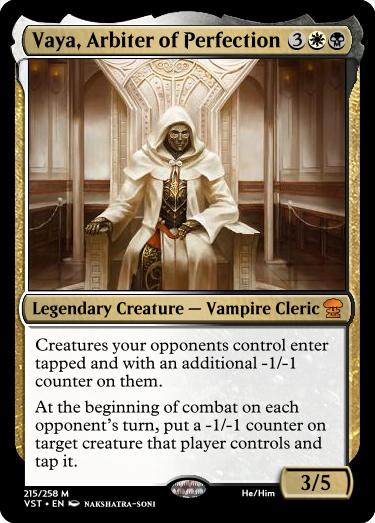 Vaya, Arbiter of Perfection 3
Legendary Creature — Vampire Cleric
Creatures your opponents control enter
tapped and with an additional -1/-1
counter on them.
At the beginning of combat on each
opponent's turn, put a -1/-1 counter on
target creature that player controls and
tap it.
3/5
215/258 M
VST • EN NAKSHATRA-SONI
He/Him